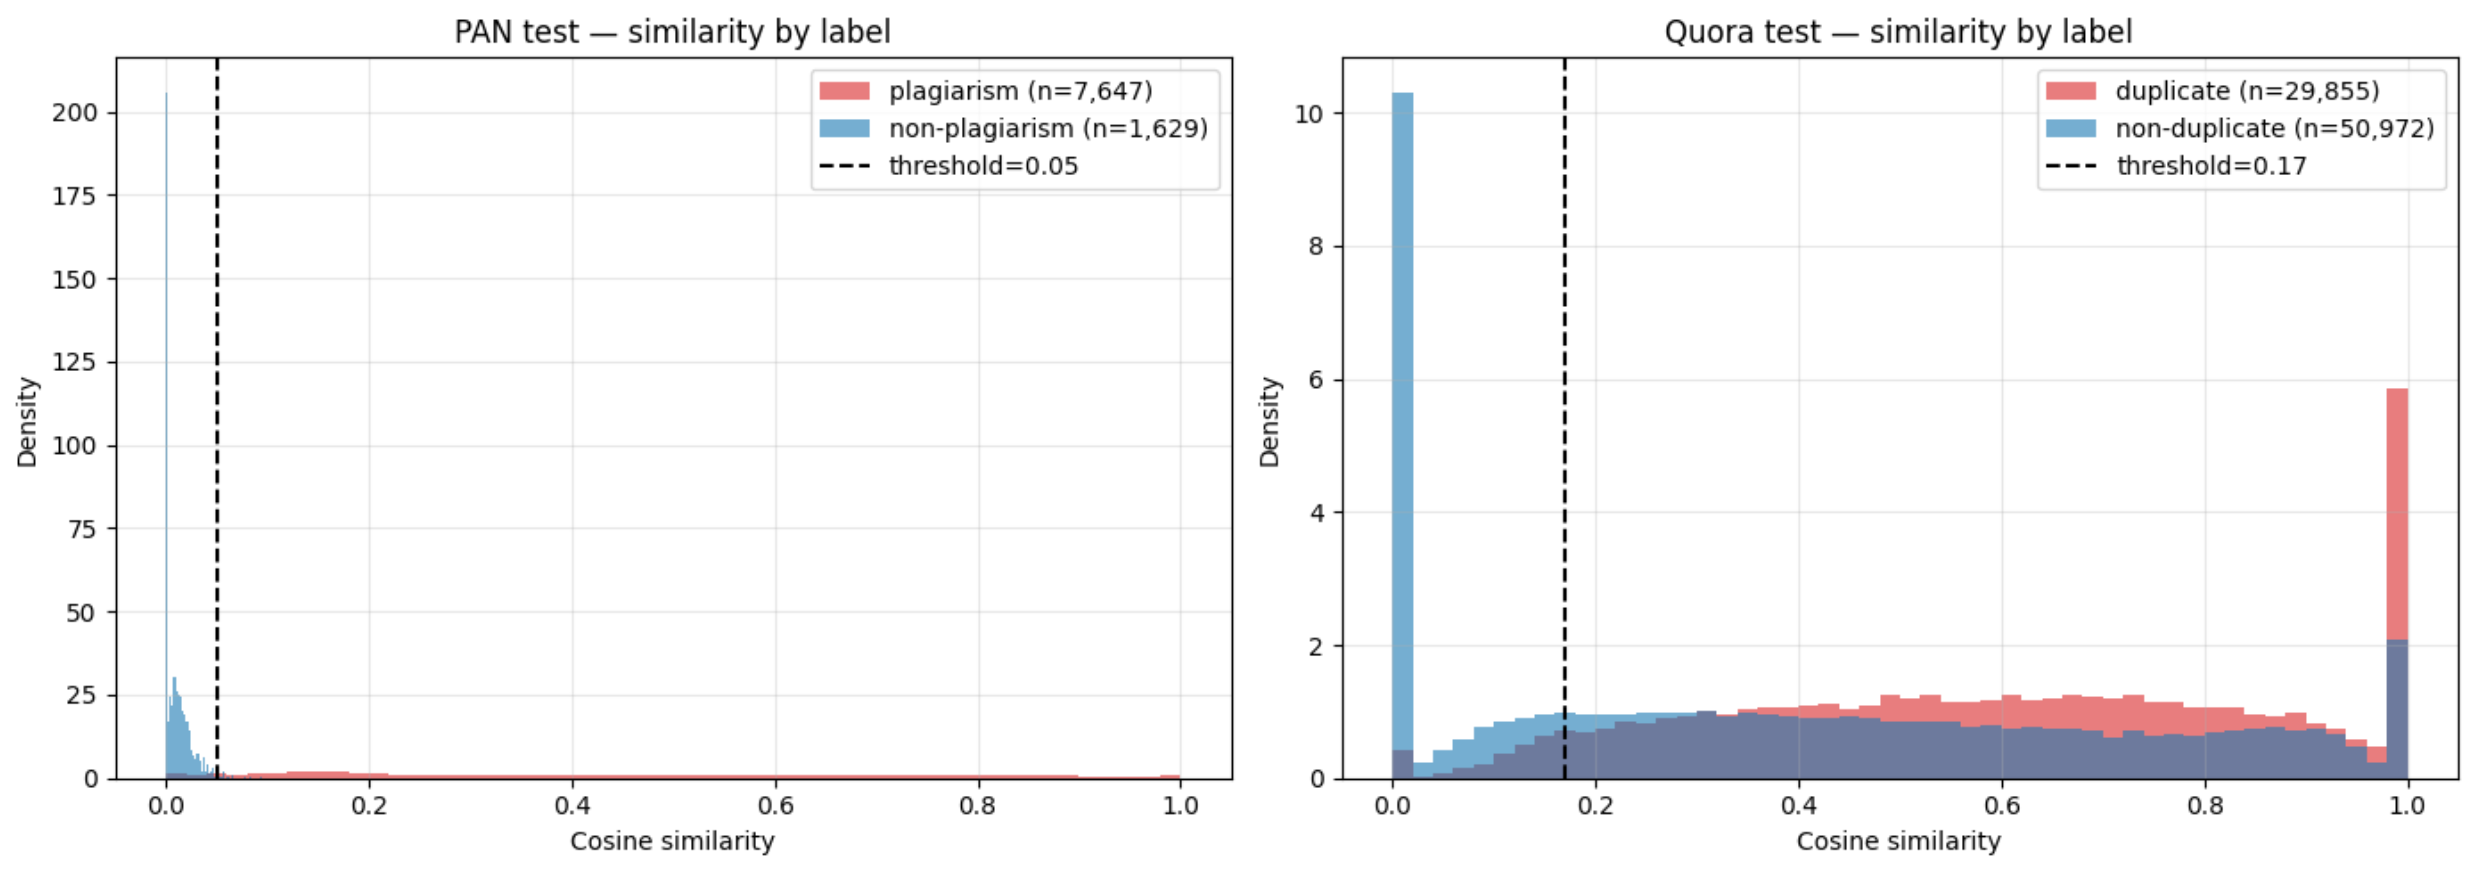 PAN test — similarity by label
plagiarism (n=7,647)
non-plagiarism (n=1,629)
threshold=0.05
Density
200
175
150
125
100
75
50
25
0
0.0 0.2 0.4 0.6 0.8 1.0
Cosine similarity
Quora test — similarity by label
duplicate (n=29,855)
non-duplicate (n=50,972)
threshold=0.17
Density
10
8
6
4
2
0
0.0 0.2 0.4 0.6 0.8 1.0
Cosine similarity